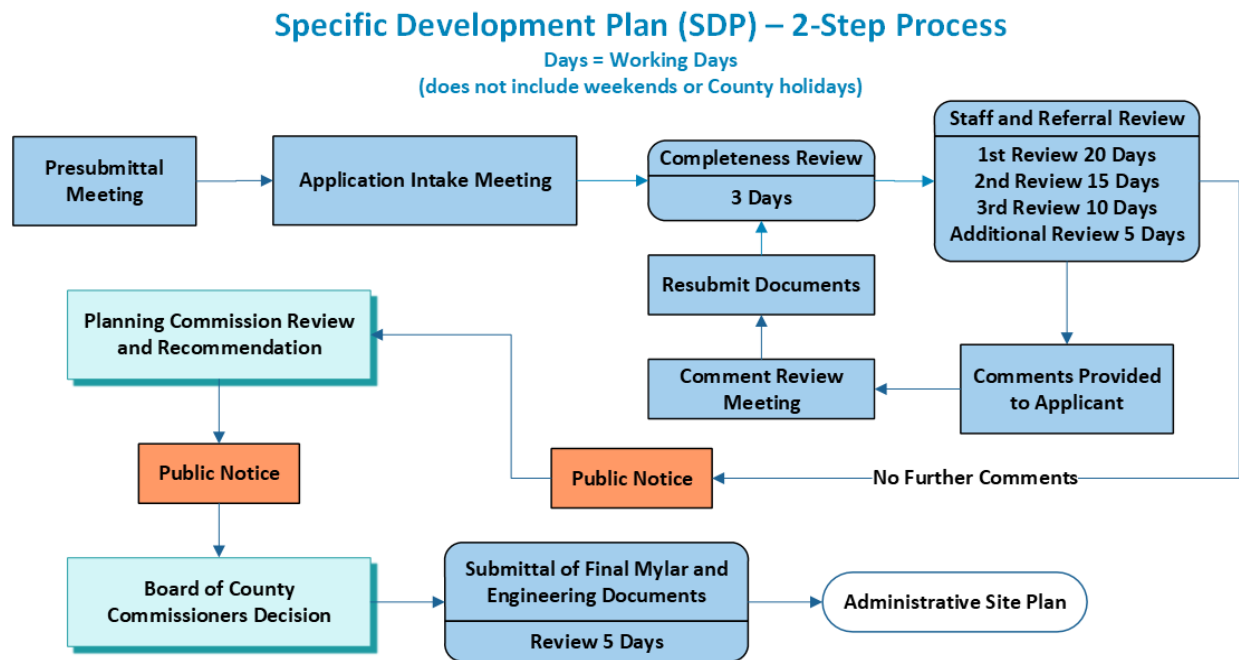 Specific Development Plan (SDP) – 2-Step Process
Days = Working Days
(does not include weekends or County holidays)
Presubmittal
Meeting
Application Intake Meeting
Completeness Review
3 Days
Staff and Referral Review
1st Review 20 Days
2nd Review 15 Days
3rd Review 10 Days
Additional Review 5 Days
Resubmit Documents
Comment Review
Meeting
Comments Provided
to Applicant
No Further Comments
Public Notice
Planning Commission Review
and Recommendation
Public Notice
Board of County
Commissioners Decision
Submittal of Final Mylar and
Engineering Documents
Review 5 Days
Administrative Site Plan